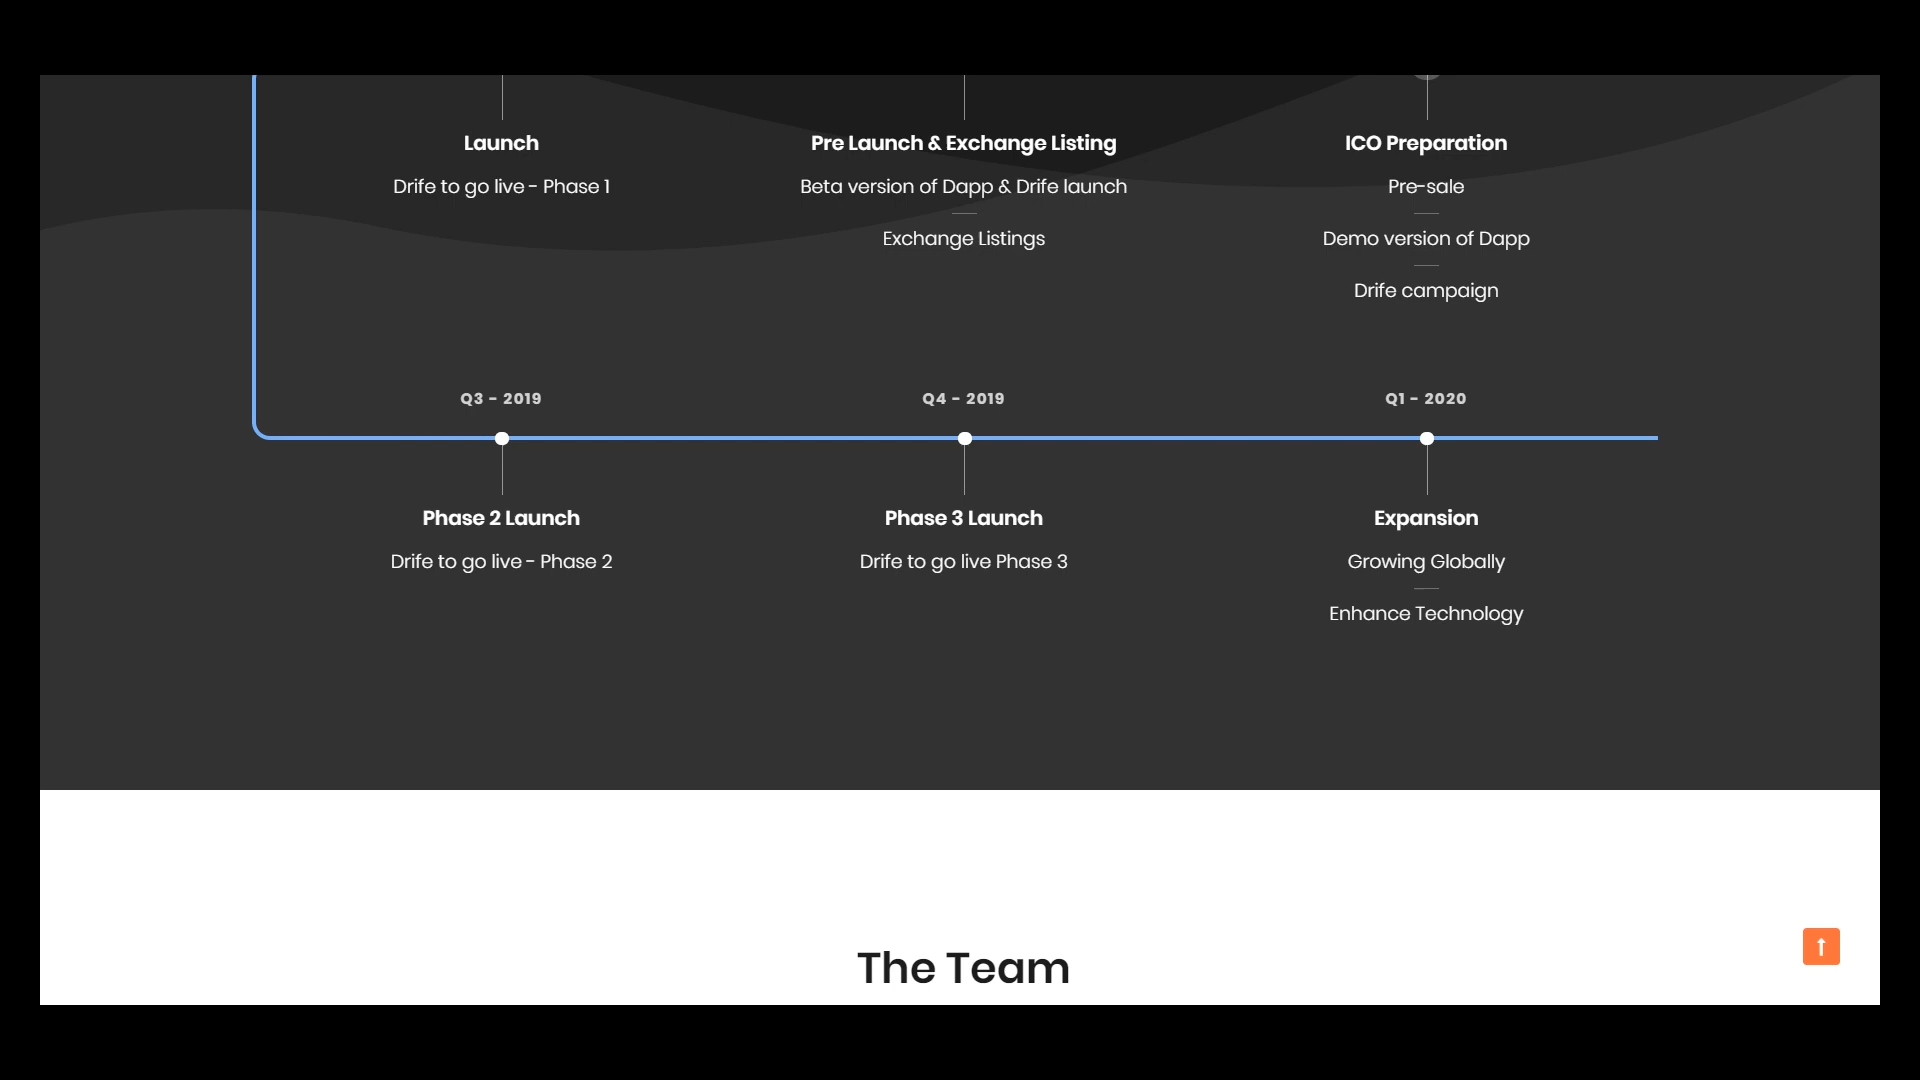 Launch
Drife to go live - Phase 1
Pre Launch & Exchange Listing
Beta version of Dapp & Drife launch
Exchange Listings
ICO Preparation
Pre-sale
Demo version of Dapp
Drife campaign
Q3 - 2019
Phase 2 Launch
Drife to go live - Phase 2
Q4 - 2019
Phase 3 Launch
Drife to go live Phase 3
Q1 - 2020
Expansion
Growing Globally
Enhance Technology
The Team